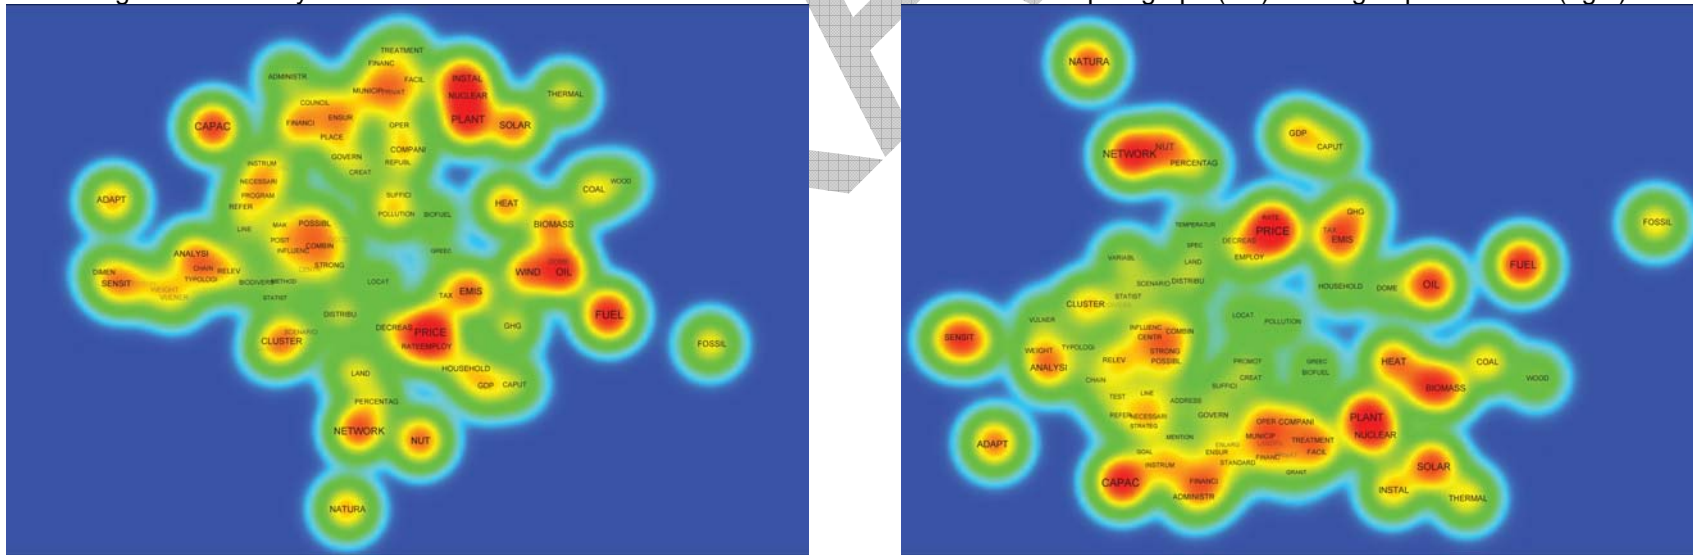 TREATMENT
FINANC
ADMINISTR
FACIL
INSTAL
MUNICIP
NUCLEAR
THERMAL
COUNCIL
CAPAC
FINANCI
ENSUR
PLANT
SOLAR
OPER
PLACE
COMPANI
GOVERN
REPUBL
INSTRUM
CREAT
NECESSARI
PROGRAM
SUFFICI
COAL
WOOD
ADAPT
REFER
HEAT
POLLUTION
BIOFUEL
LINE
MAK
POSSIBL
BIOMASS
POSIT
COMBIN
INFLUENC
GREEC
ANALYSI
CHAIN
RELEV
STRONG
WIND
OIL
DIMEN
SENSIT
TYPOLOGI
BIODIVERS
METHOD
LOCAT
WEIGHT
STATIST
TAX
EMIS
DISTRIBU
FUEL
DECREAS
PRICE
GHG
SCENARIO
CLUSTER
RATE
EMPLOY
FOSSIL
LAND
HOUSEHOLD
GDP
CAPUT
PERCENTAG
NETWORK
NUT
NATURA
NATURA
GDP
NETWORK
NUT
CAPUT
PERCENTAG
GHG
FOSSIL
TEMPERATUR
RATE
PRICE
TAX
EMIS
SPEC
DECREAS
VARIABL
LAND
EMPLOY
FUEL
SCENARIO
DISTRIBU
HOUSEHOLD
DOME
OIL
STATIST
CLUSTER
LOCAT
VULNER
POLLUTION
INFLUENC
COMBIN
SENSIT
CENTR
WEIGHT
TYPOLOGI
STRONG
RELEV
POSSIBL
PROMOT
GREEC
HEAT
COAL
ANALYSI
BIOFUEL
CHAIN
CREAT
SUFFICI
BIOMASS
WOOD
TEST
LINE
ADDRESS
REFER
NECESSARI
GOVERN
STRATEG
OPER
COMPANI
PLANT
MENTION
MUNICIP
NUCLEAR
ADAPT
ENLARG
TREATMENT
GOAL
ENSUR
FACIL
INSTRUM
STANDARD
FINANC
SOLAR
CAPAC
FINANCI
GRANT
ADMINISTR
INSTAL
THERMAL